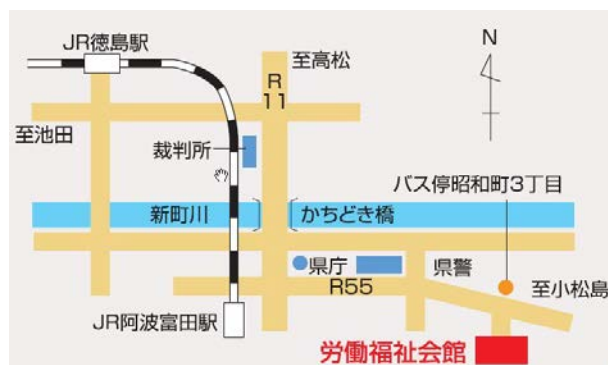 JR徳島駅
N
至高松
R
11
至池田
裁判所
バス停昭和町3丁目
新町川
かちどき橋
県庁
県警
R55
至小松島
JR阿波富田駅
労働福祉会館